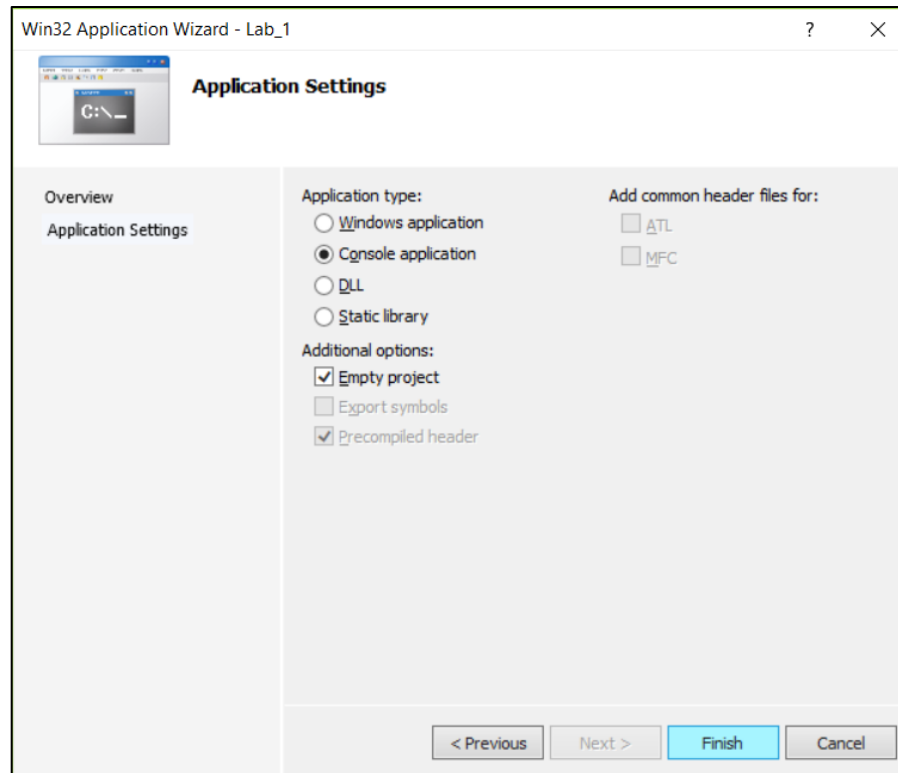 Win32 Application Wizard - Lab_1
?
C:\_
Application Settings
Overview
Application Settings
Application type:
Windows application
Console application
DLL
Static library
Additional options:
Empty project
Export symbols
Precompiled header
Add common header files for:
ATL
MFC
< Previous
Next >
Finish
Cancel